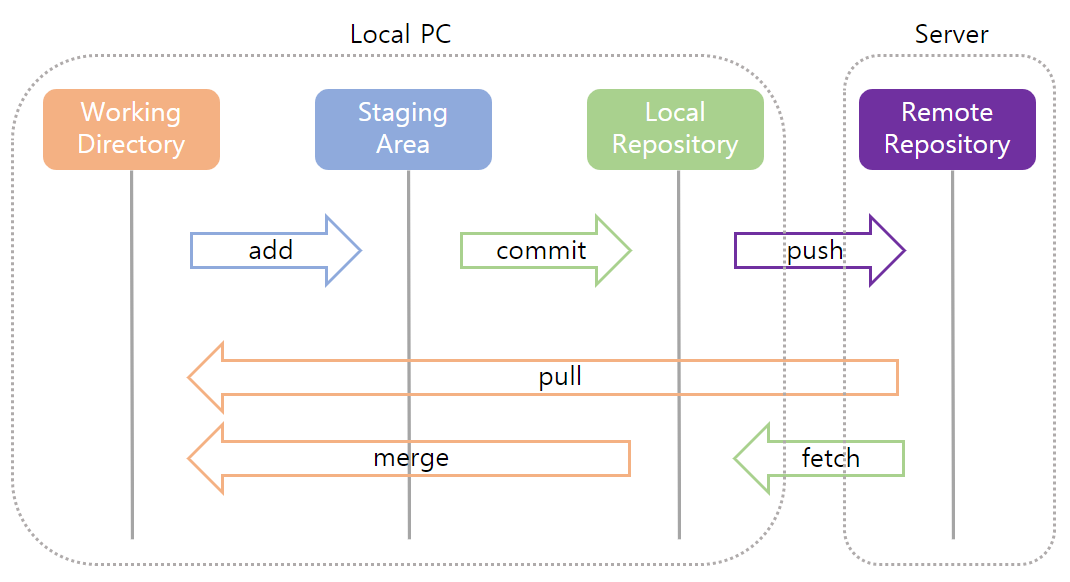 Local PC
Server
Working
Directory
Staging
Area
Local
Repository
Remote
Repository
add
commit
push
pull
merge
fetch